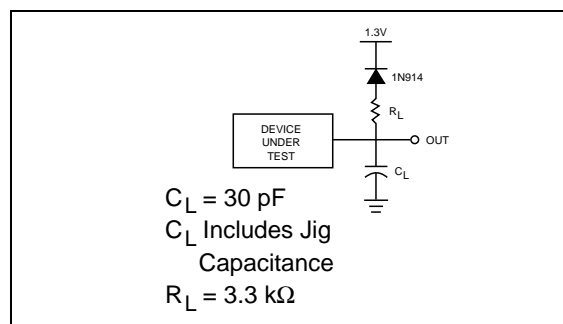 1.3V
1N914
RL
DEVICE
UNDER
TEST
OUT
CL
CL = 30 pF
CL Includes Jig
Capacitance
RL = 3.3 kΩ